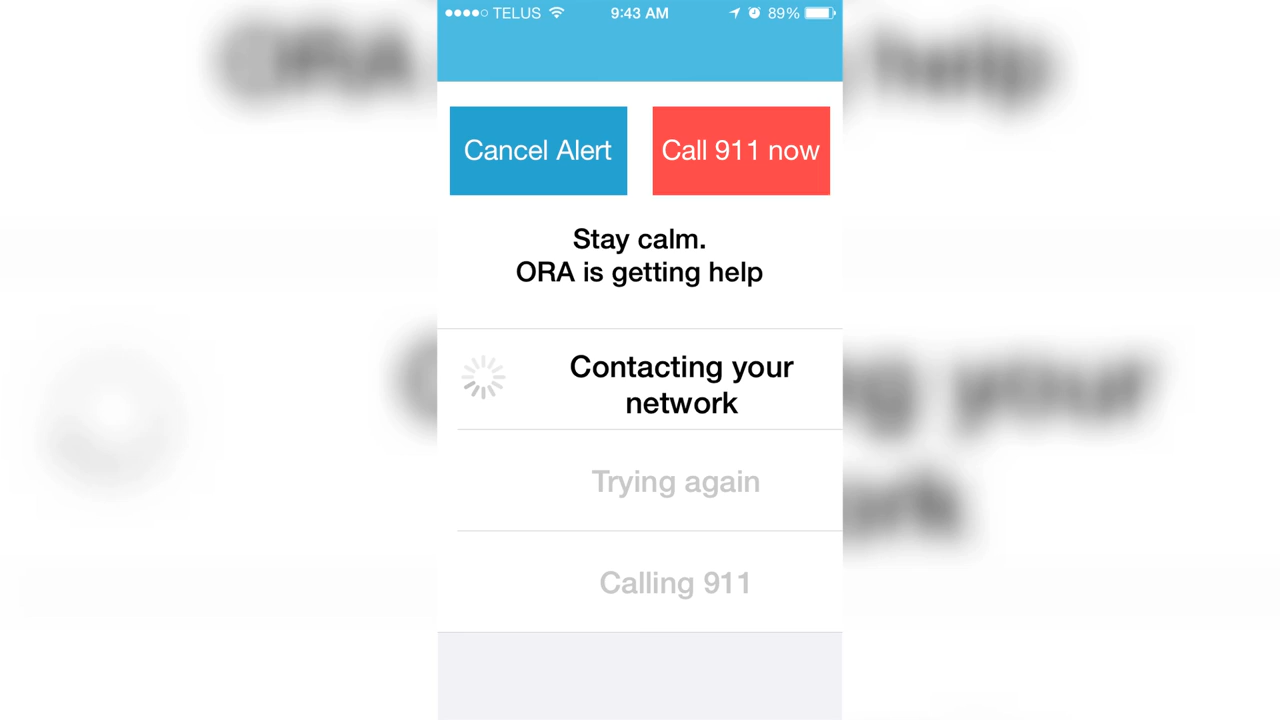 TELUS 9:43 AM 89%
Cancel Alert Call 911 now
Stay calm.
ORA is getting help
Contacting your
network
Trying again
Calling 911